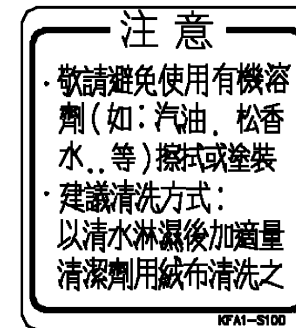 注意
·敬請避免使用有機溶
劑(如:汽油. 松香
水..等)擦拭或塗裝
·建議清洗方式:
以清水淋濕後加適量
清潔劑用絨布清洗之
KFA1-S100